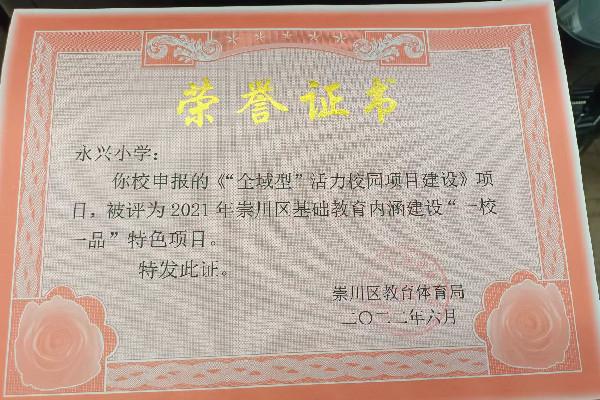 荣誉证书
永兴小学：
你校申报的《“全域型”活力校园项目建设》项
目，被评为2021年崇川区基础教育内涵建设“一校
一品”特色项目。
特发此证。
崇川区教育体育局
二〇二二年六月